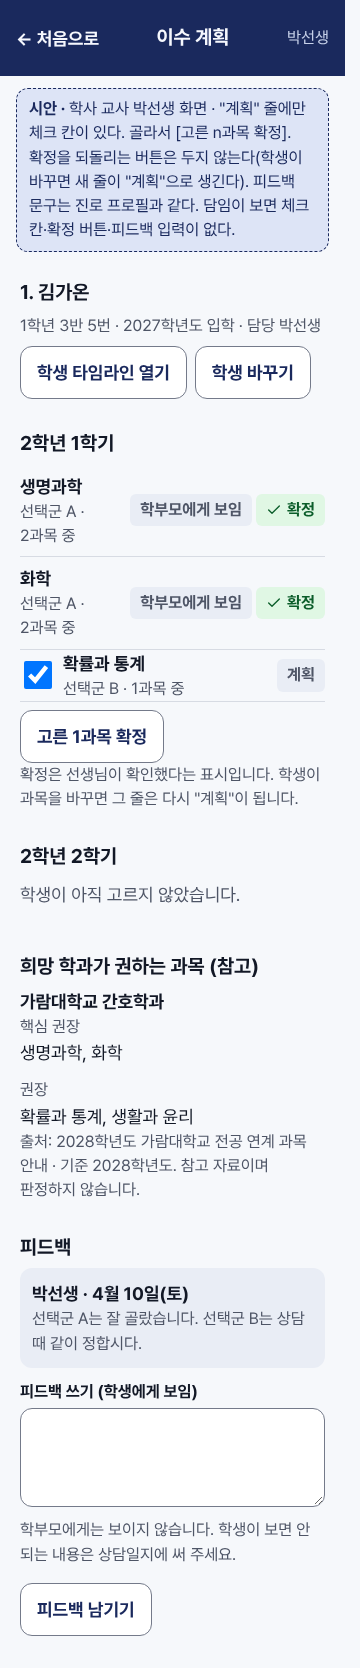 ← 처음으로
이수 계획
박선생
시안 · 학사 교사 박선생 화면 · "계획" 줄에만
체크 칸이 있다. 골라서 [고른 n과목 확정].
확정을 되돌리는 버튼은 두지 않는다(학생이
바꾸면 새 줄이 "계획"으로 생긴다). 피드백
문구는 진로 프로필과 같다. 담임이 보면 체크
칸·확정 버튼·피드백 입력이 없다.
1. 김가온
1학년 3반 5번 · 2027학년도 입학 · 담당 박선생
학생 타임라인 열기
학생 바꾸기
2학년 1학기
생명과학
선택군 A ·
2과목 중
학부모에게 보임
✓ 확정
화학
선택군 A ·
2과목 중
학부모에게 보임
✓ 확정
확률과 통계
선택군 B · 1과목 중
계획
고른 1과목 확정
확정은 선생님이 확인했다는 표시입니다. 학생이
과목을 바꾸면 그 줄은 다시 "계획"이 됩니다.
2학년 2학기
학생이 아직 고르지 않았습니다.
희망 학과가 권하는 과목 (참고)
가람대학교 간호학과
핵심 권장
생명과학, 화학
권장
확률과 통계, 생활과 윤리
출처: 2028학년도 가람대학교 전공 연계 과목
안내 · 기준 2028학년도. 참고 자료이며
판정하지 않습니다.
피드백
박선생 · 4월 10일(토)
선택군 A는 잘 골랐습니다. 선택군 B는 상담
때 같이 정합시다.
피드백 쓰기 (학생에게 보임)
학부모에게는 보이지 않습니다. 학생이 보면 안
되는 내용은 상담일지에 써 주세요.
피드백 남기기